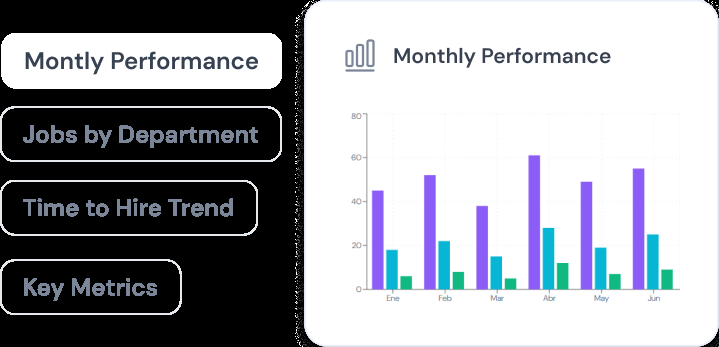 Montly Performance
Jobs by Department
Time to Hire Trend
Key Metrics
Monthly Performance
80
60
40
20
0
Ene Feb Mar Abr May Jun